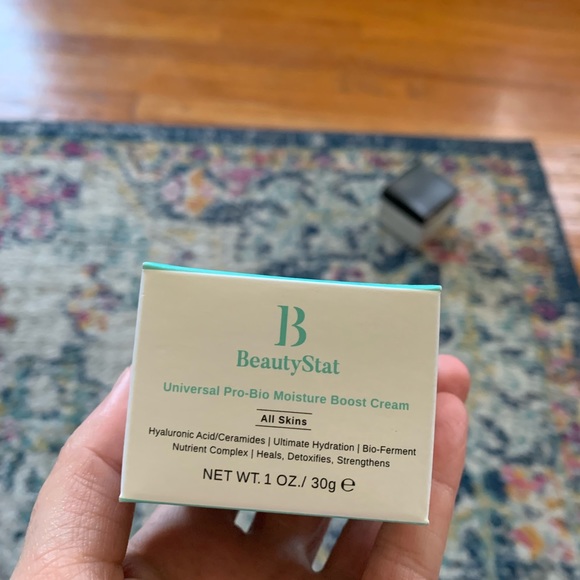 B
BeautyStat
Universal Pro-Bio Moisture Boost Cream
All Skins
Hyaluronic Acid/Ceramides | Ultimate Hydration | Bio-Ferment
Nutrient Complex | Heals, Detoxifies, Strengthens
NET WT. 1 OZ./ 30g ℮